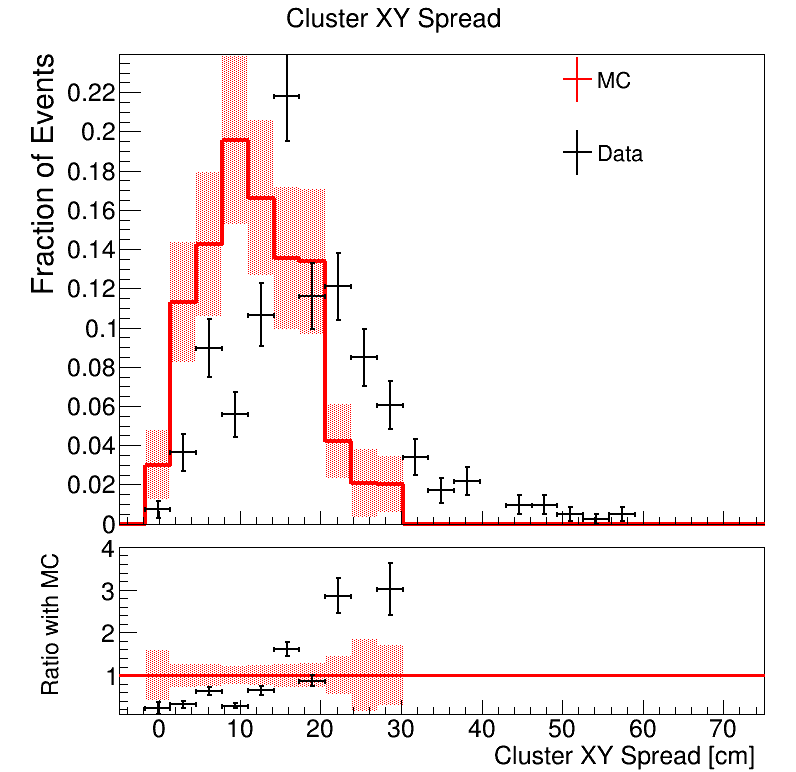 Cluster XY Spread
Fraction of Events
0.22
0.2
0.18
0.16
0.14
0.12
0.1
0.08
0.06
0.04
0.02
0
MC
Data
Ratio with MC
4
3
2
1
0 10 20 30 40 50 60 70
Cluster XY Spread [cm]